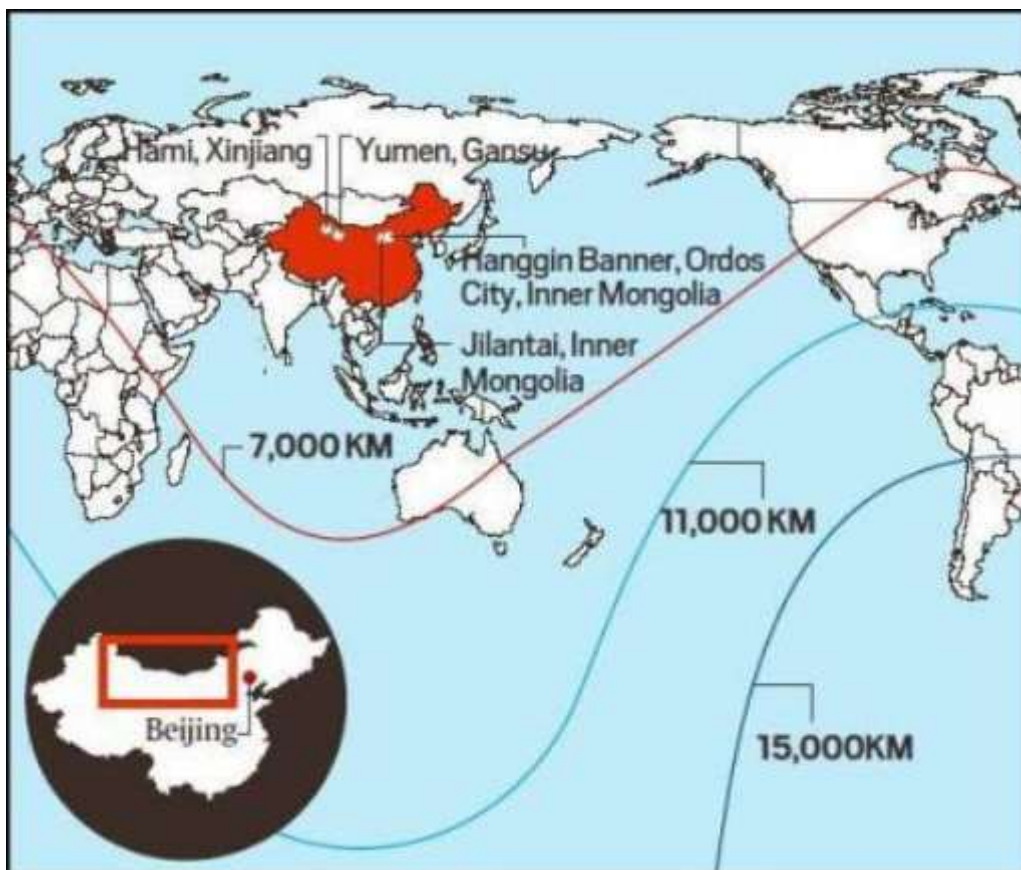 Hami, Xinjiang
Yumen, Gansu
Hanggin Banner, Ordos
City, Inner Mongolia
Jilantai, Inner
Mongolia
7,000 KM
11,000 KM
15,000KM
Beijing